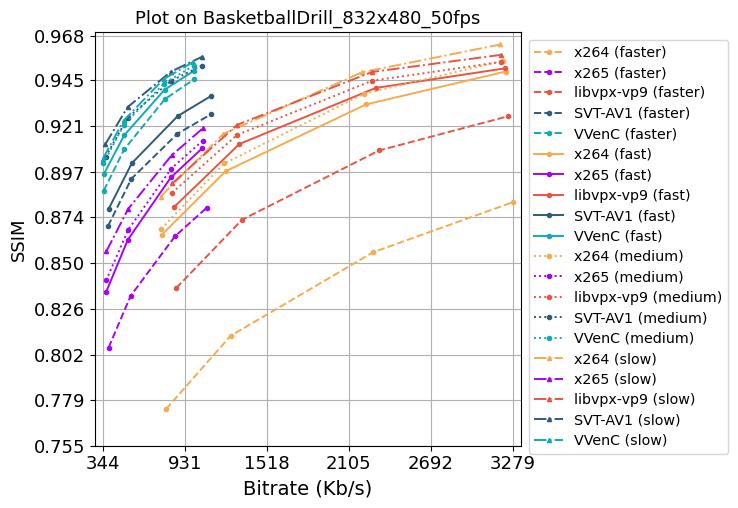 Plot on BasketballDrill_832x480_50fps
0.968
0.945
0.921
0.897
0.874
0.850
0.826
0.802
0.779
0.755
SSIM
344 931 1518 2105 2692 3279
Bitrate (Kb/s)
x264 (faster)
x265 (faster)
libvpx-vp9 (faster)
SVT-AV1 (faster)
VVenC (faster)
x264 (fast)
x265 (fast)
libvpx-vp9 (fast)
SVT-AV1 (fast)
VVenC (fast)
x264 (medium)
x265 (medium)
libvpx-vp9 (medium)
SVT-AV1 (medium)
VVenC (medium)
x264 (slow)
x265 (slow)
libvpx-vp9 (slow)
SVT-AV1 (slow)
VVenC (slow)